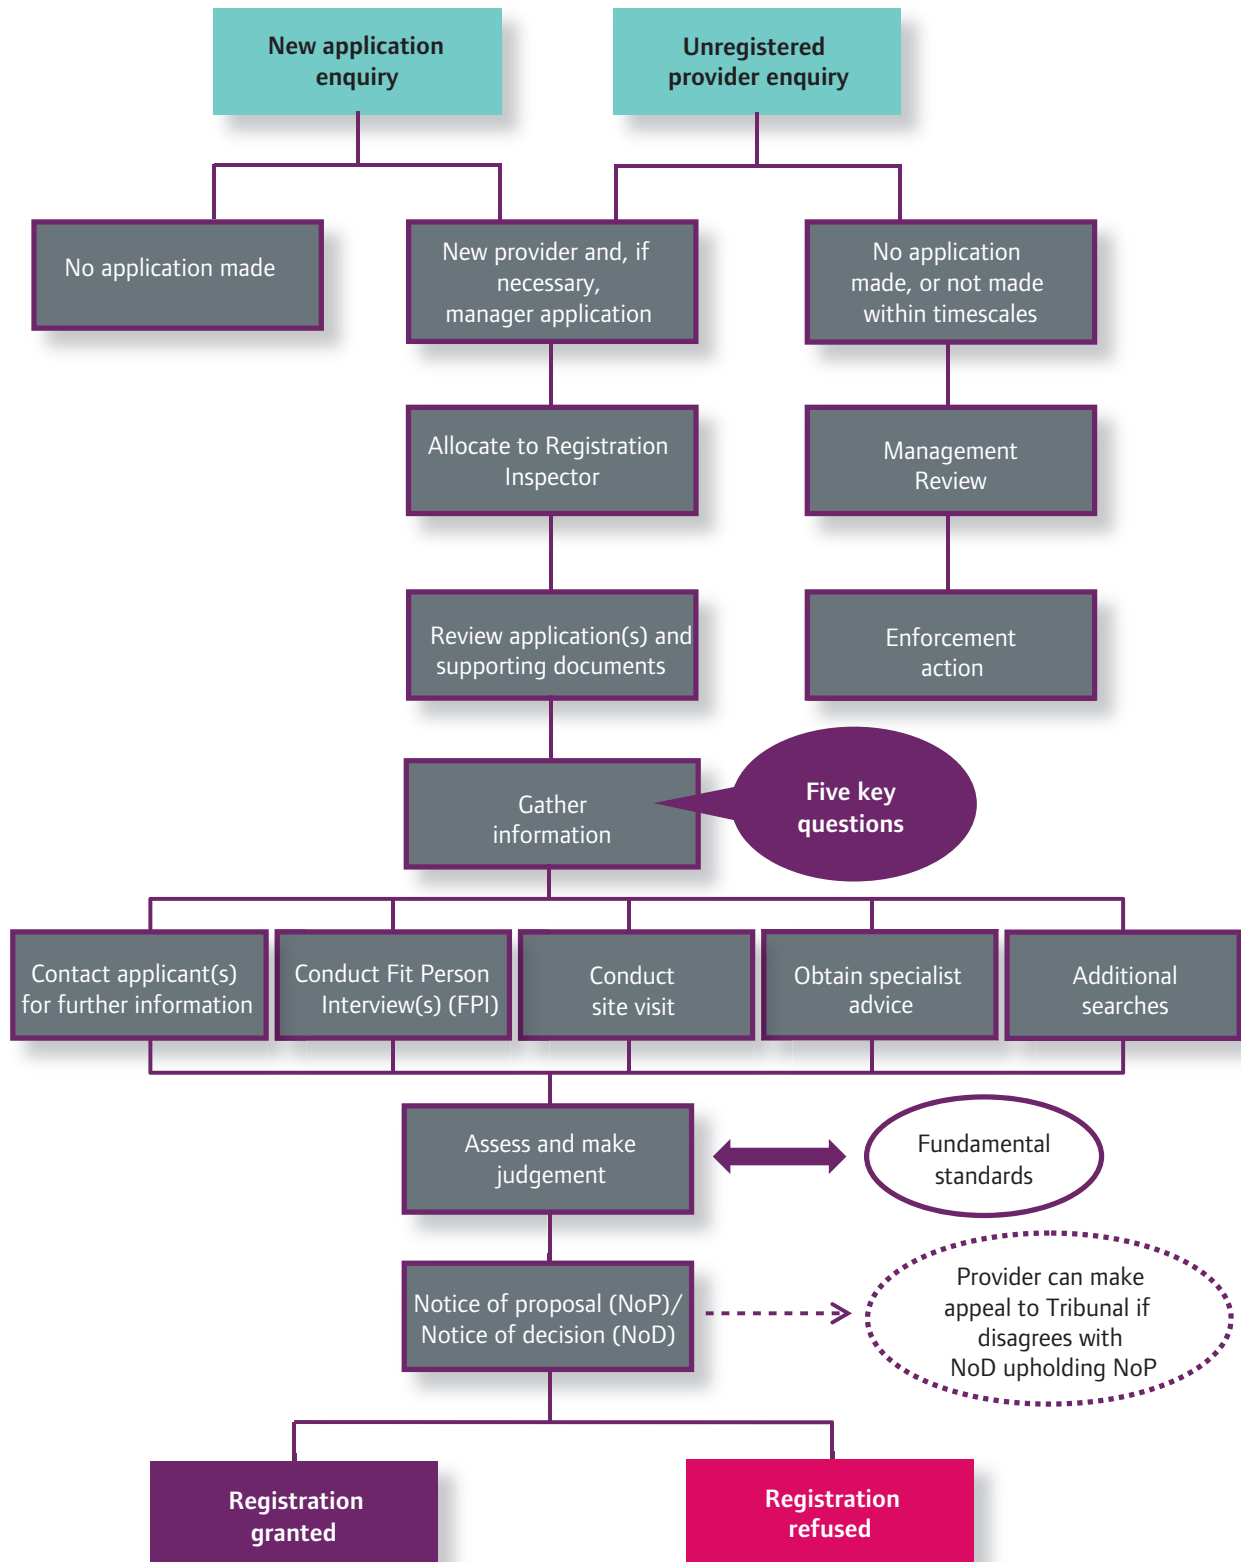 New application
enquiry
Unregistered
provider enquiry
No application made
New provider and, if
necessary,
manager application
No application
made, or not made
within timescales
Allocate to Registration
Inspector
Management
Review
Review application(s) and
supporting documents
Enforcement
action
Gather
information
Five key
questions
Contact applicant(s)
for further information
Conduct Fit Person
Interview(s) (FPI)
Conduct
site visit
Obtain specialist
advice
Additional
searches
Assess and make
judgement
Fundamental
standards
Notice of proposal (NoP)/
Notice of decision (NoD)
Provider can make
appeal to Tribunal if
disagrees with
NoD upholding NoP
Registration
granted
Registration
refused